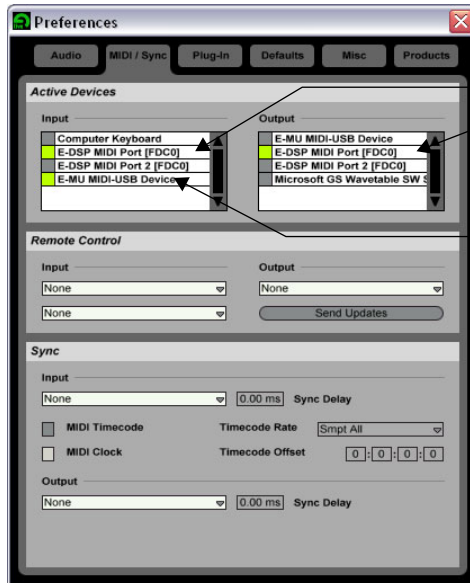 Preferences
Audio MIDI / Sync Plug-In Defaults Misc Products
Active Devices
Input Output
Computer Keyboard
E-DSP MIDI Port [FDC0]
E-DSP MIDI Port 2 [FDC0]
E-MU MIDI-USB Device
E-MU MIDI-USB Device
E-DSP MIDI Port [FDC0]
E-DSP MIDI Port 2 [FDC0]
Microsoft GS Wavetable SW S
Remote Control
Input Output
None None
None Send Updates
Sync
Input
None 0.00 ms Sync Delay
MIDI Timecode Timecode Rate Smpt All
MIDI Clock Timecode Offset 0 : 0 : 0 : 0
Output
None 0.00 ms Sync Delay